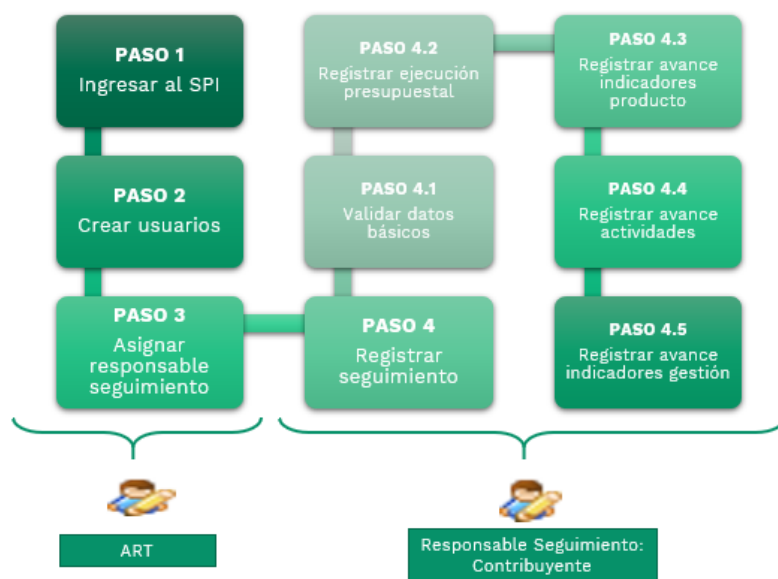 PASO 1
Ingresar al SPI
PASO 2
Crear usuarios
PASO 3
Asignar
responsable
seguimiento
PASO 4
Registrar
seguimiento
PASO 4.1
Validar datos
básicos
PASO 4.2
Registrar ejecución
presupuestal
PASO 4.3
Registrar avance
indicadores
producto
PASO 4.4
Registrar avance
actividades
PASO 4.5
Registrar avance
indicadores gestión
ART
Responsable Seguimiento:
Contribuyente